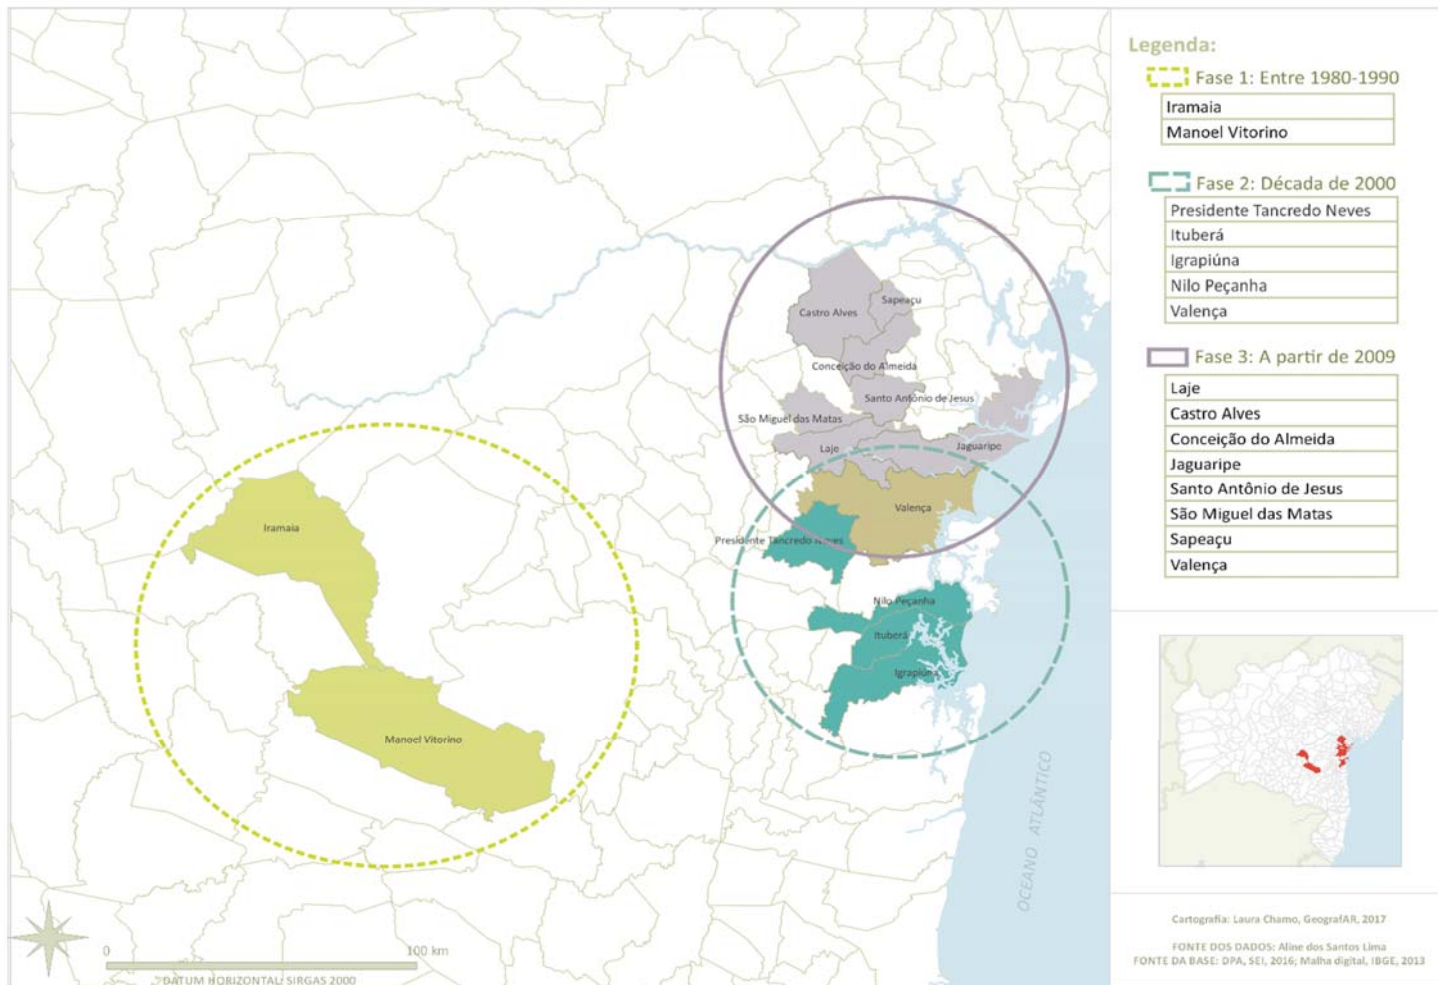 Castro Alves
Sapeaçu
Conceição do Almeida
Santo Antônio de Jesus
São Miguel das Matas
Laje
Jaguaripe
Valença
Presidente Tancredo Neves
Nilo Peçanha
Ituberá
Igrapiúna
Iramaia
Manoel Vitorino
OCEANO ATLÂNTICO
0 100 km
DATUM HORIZONTAL: SIRGAS 2000
Legenda:
Fase 1: Entre 1980-1990
Iramaia
Manoel Vitorino
Fase 2: Década de 2000
Presidente Tancredo Neves
Ituberá
Igrapiúna
Nilo Peçanha
Valença
Fase 3: A partir de 2009
Laje
Castro Alves
Conceição do Almeida
Jaguaripe
Santo Antônio de Jesus
São Miguel das Matas
Sapeaçu
Valença
Cartografia: Laura Chamo, GeografAR, 2017
FONTE DOS DADOS: Aline dos Santos Lima
FONTE DA BASE: DPA, SEI, 2016; Malha digital, IBGE, 2013